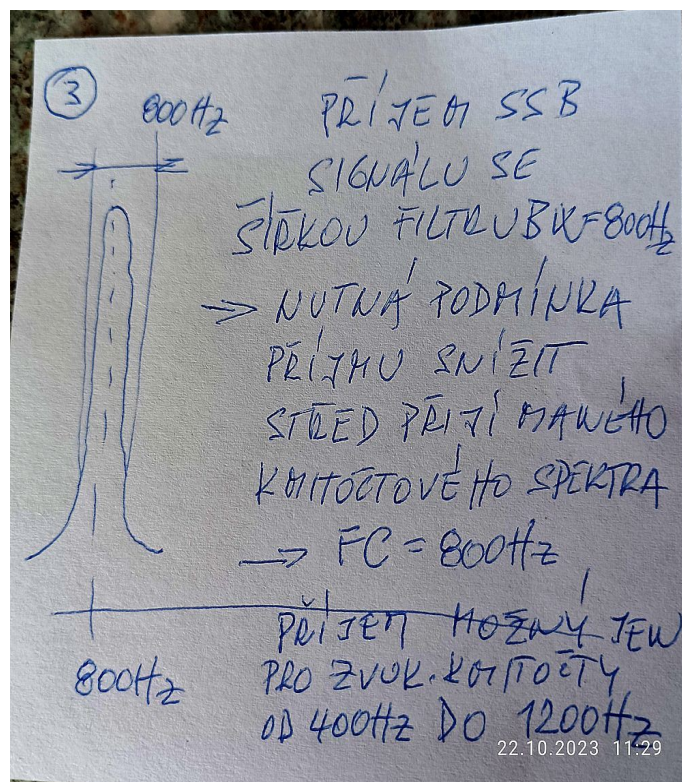 3
800Hz
PŘÍJEM SSB
SIGNÁLU SE
ŠÍŘKOU FILTRU BW=800Hz
→ NUTNÁ PODMÍNKA
PŘÍJMU SNÍŽIT
STŘED PŘIJÍMANÉHO
KMITOČTOVÉHO SPEKTRA
→ FC = 800Hz
PŘÍJEM MOŽNÝ JEN
PRO ZVUK. KMITOČTY
OD 400Hz DO 1200Hz
800Hz
22.10.2023 11:29